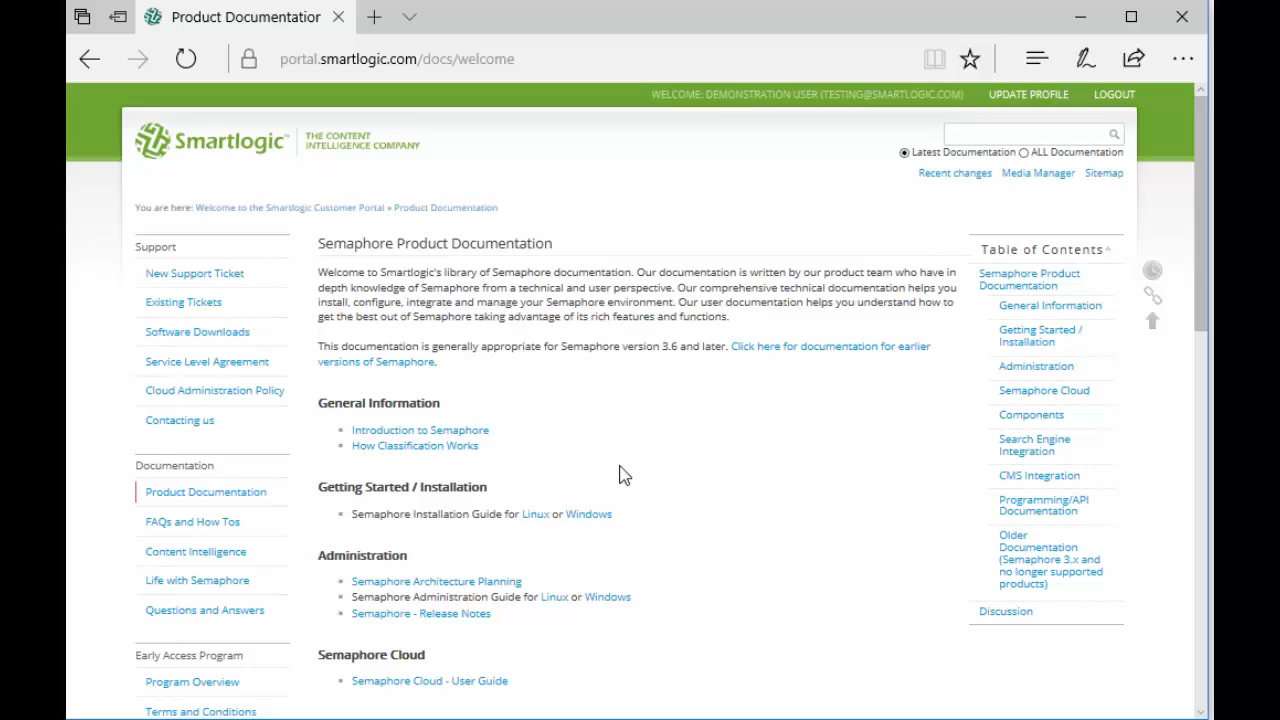 Product Documentation
portal.smartlogic.com/docs/welcome
WELCOME: DEMONSTRATION USER (TESTING@SMARTLOGIC.COM) UPDATE PROFILE LOGOUT
Smartlogic™ THE CONTENT
INTELLIGENCE COMPANY
Latest Documentation ALL Documentation
Recent changes Media Manager Sitemap
You are here: Welcome to the Smartlogic Customer Portal » Product Documentation
Support
New Support Ticket
Existing Tickets
Software Downloads
Service Level Agreement
Cloud Administration Policy
Contacting us
Documentation
Product Documentation
FAQs and How Tos
Content Intelligence
Life with Semaphore
Questions and Answers
Early Access Program
Program Overview
Terms and Conditions
Semaphore Product Documentation
Welcome to Smartlogic's library of Semaphore documentation. Our documentation is written by our product team who have in
depth knowledge of Semaphore from a technical and user perspective. Our comprehensive technical documentation helps you
install, configure, integrate and manage your Semaphore environment. Our user documentation helps you understand how to
get the best out of Semaphore taking advantage of its rich features and functions.
This documentation is generally appropriate for Semaphore version 3.6 and later. Click here for documentation for earlier
versions of Semaphore.
General Information
Introduction to Semaphore
How Classification Works
Getting Started / Installation
Semaphore Installation Guide for Linux or Windows
Administration
Semaphore Architecture Planning
Semaphore Administration Guide for Linux or Windows
Semaphore - Release Notes
Semaphore Cloud
Semaphore Cloud - User Guide
Table of Contents
Semaphore Product
Documentation
General Information
Getting Started /
Installation
Administration
Semaphore Cloud
Components
Search Engine
Integration
CMS Integration
Programming/API
Documentation
Older
Documentation
(Semaphore 3.x and
no longer supported
products)
Discussion